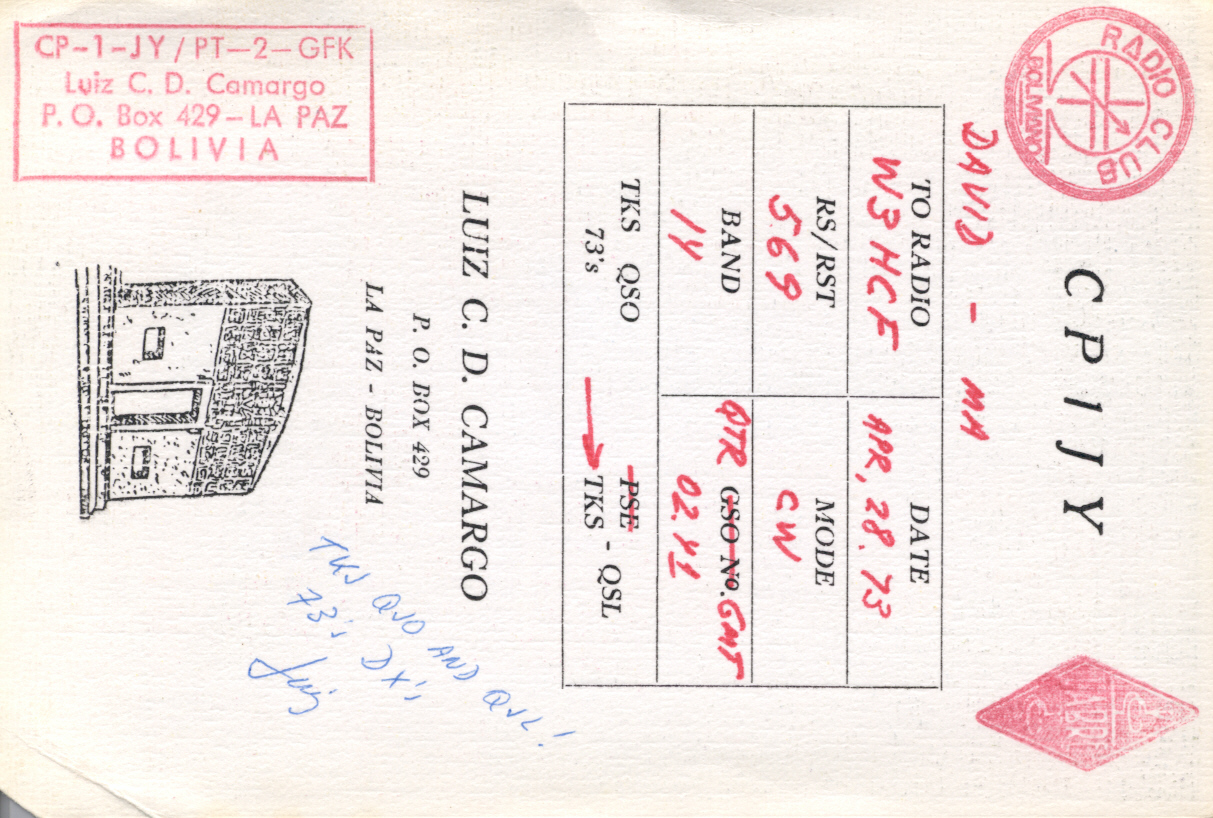 CP-1-JY / PT-2-GFK
Luiz C. D. Camargo
P. O. Box 429 - LA PAZ
BOLIVIA
RADIO CLUB
BOLIVIANO
CP1JY
LABRE
DAVID - MA
TO RADIO
W3HCF
DATE
APR, 28.73
RS/RST
569
MODE
CW
BAND
14
QTR GSO No. GMT
02.41
TKS QSO
73's
PSE
TKS - QSL
LUIZ C. D. CAMARGO
P. O. BOX 429
LA PAZ - BOLIVIA
TKS QSO AND QSL!
73's DX's
Luiz